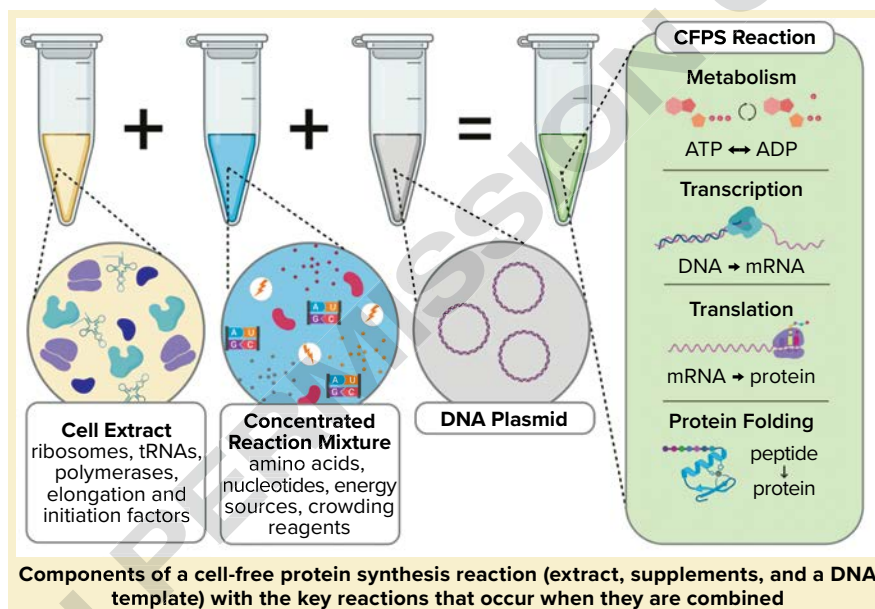 CFPS Reaction
Metabolism
ATP ↔ ADP
Transcription
DNA → mRNA
Translation
mRNA → protein
Protein Folding
peptide
↓
protein
+
+
=
A U
G C
A U
G C
A U
G C
Cell Extract
ribosomes, tRNAs,
polymerases,
elongation and
initiation factors
Concentrated
Reaction Mixture
amino acids,
nucleotides, energy
sources, crowding
reagents
DNA Plasmid
PERMISSION
Components of a cell-free protein synthesis reaction (extract, supplements, and a DNA
template) with the key reactions that occur when they are combined